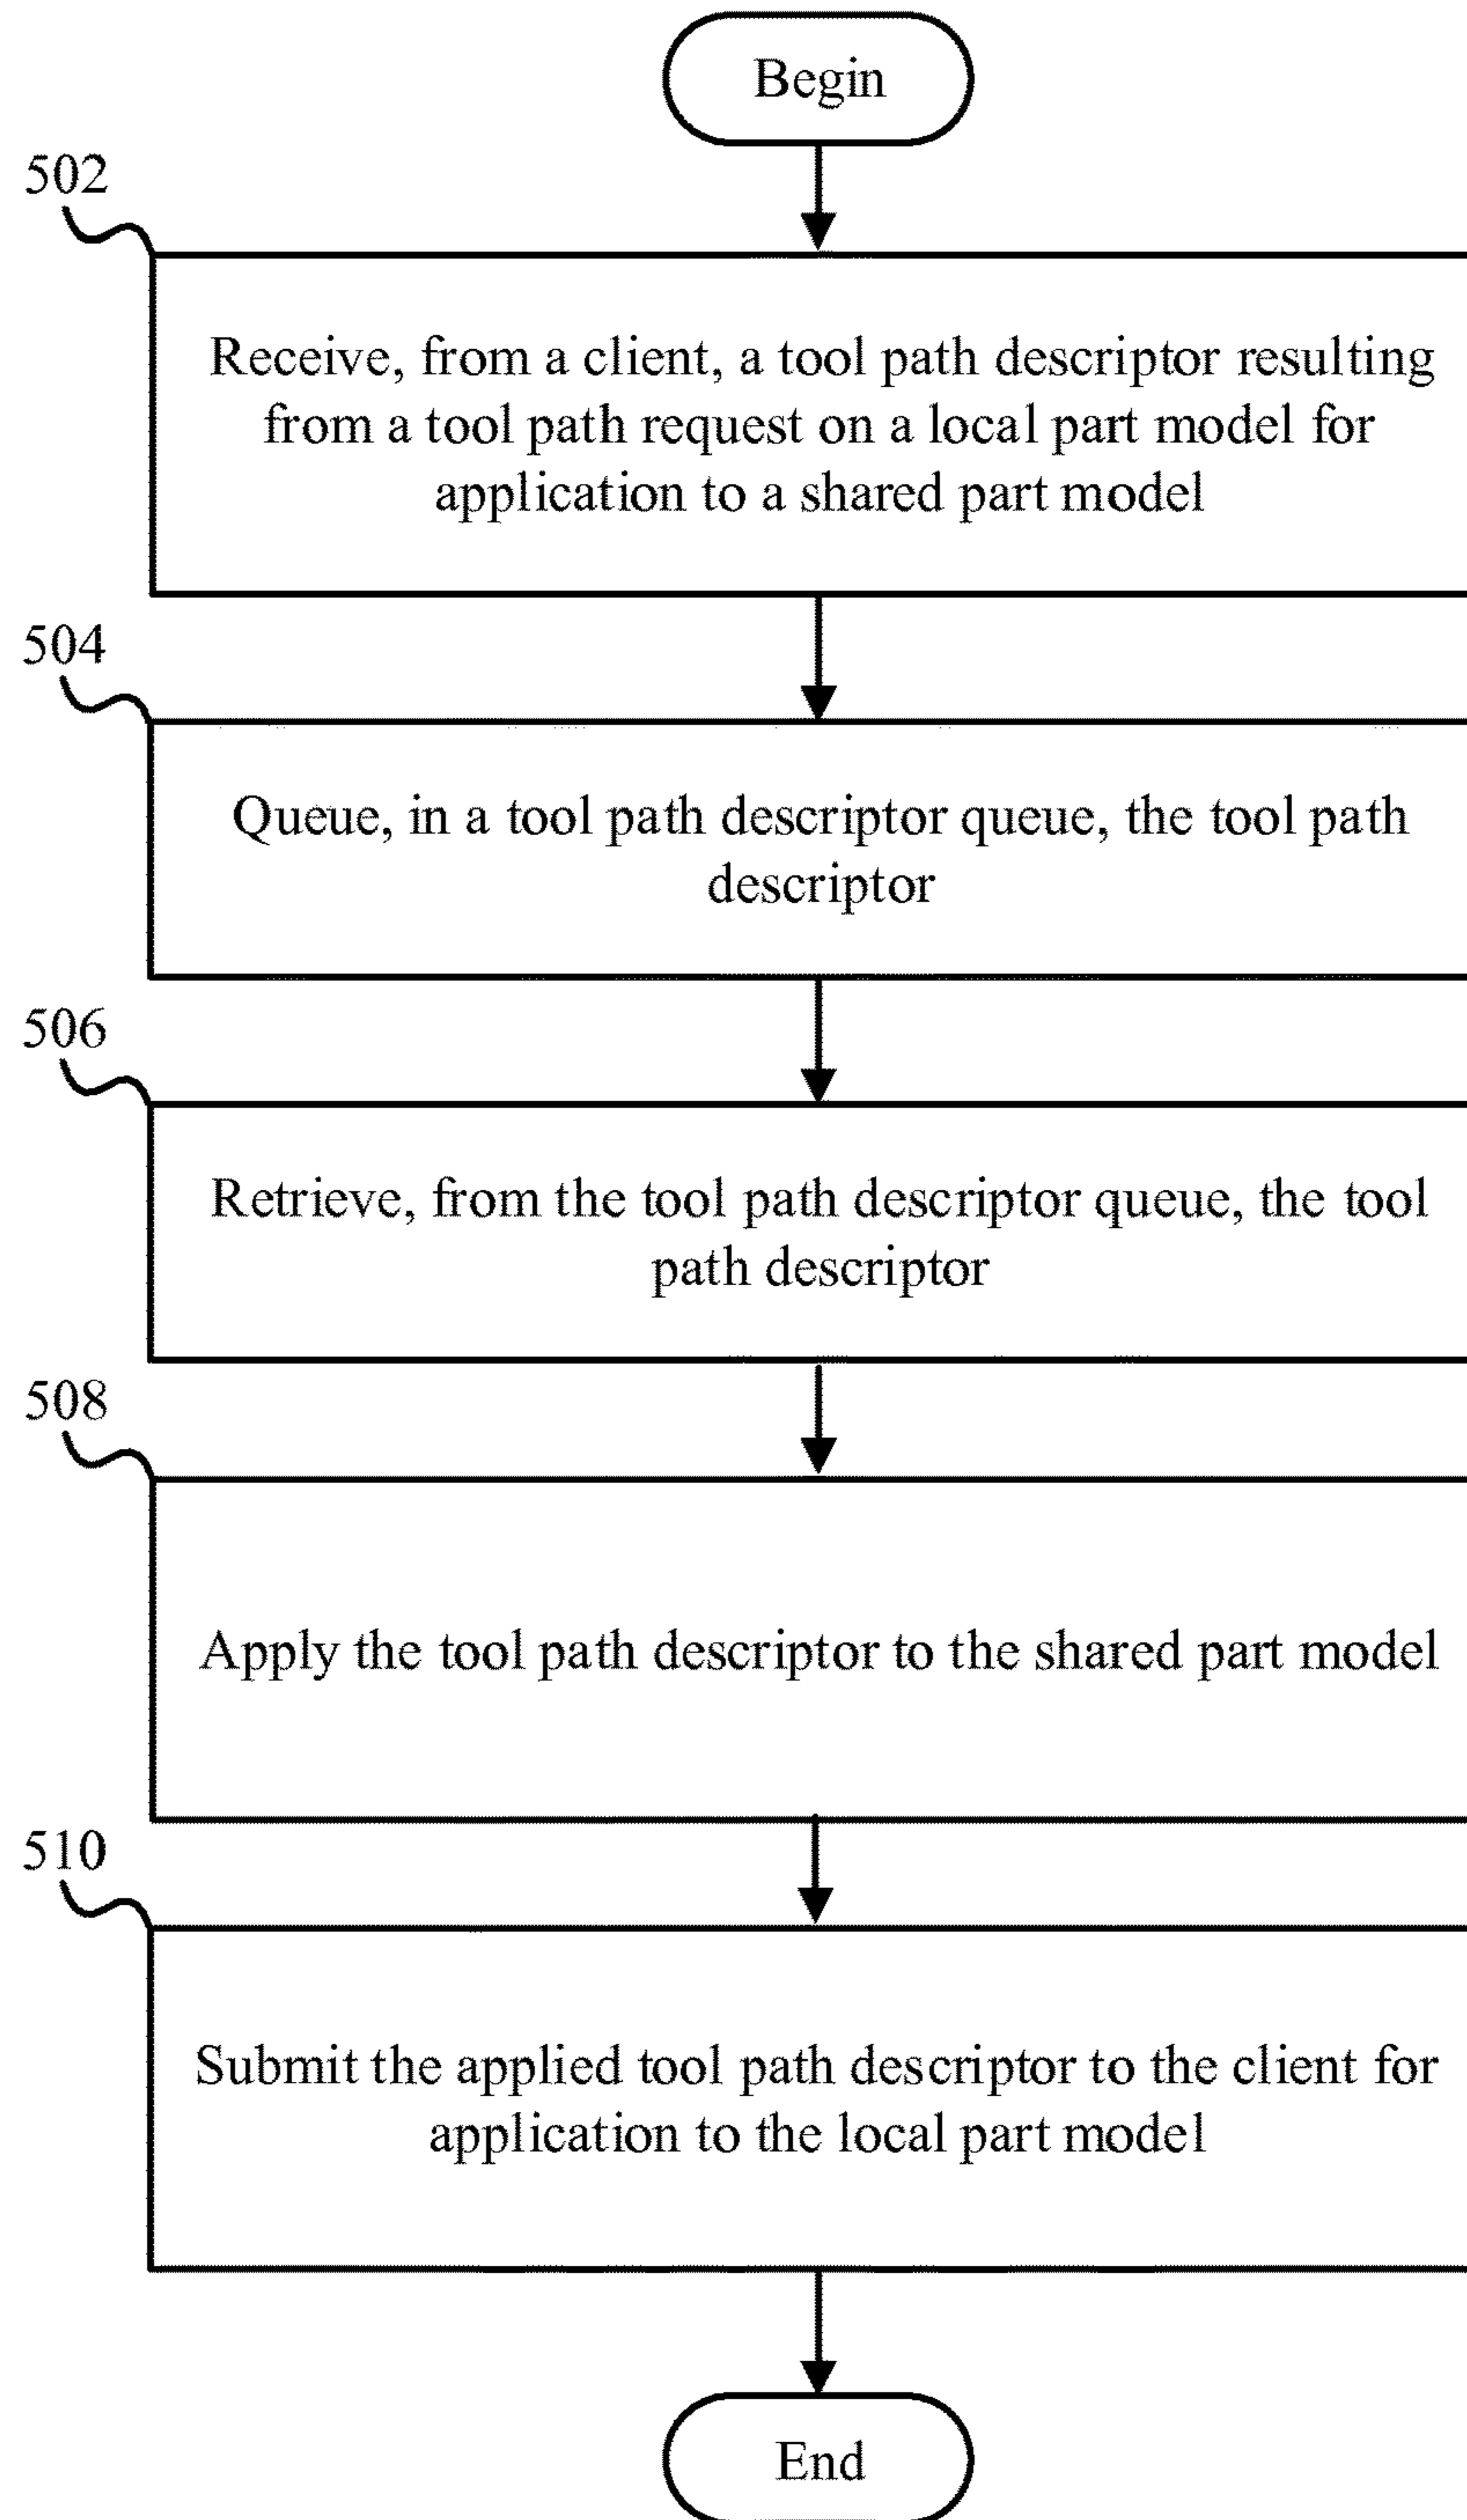 Begin
502
Receive, from a client, a tool path descriptor resulting
from a tool path request on a local part model for
application to a shared part model
504
Queue, in a tool path descriptor queue, the tool path
descriptor
506
Retrieve, from the tool path descriptor queue, the tool
path descriptor
508
Apply the tool path descriptor to the shared part model
510
Submit the applied tool path descriptor to the client for
application to the local part model
End